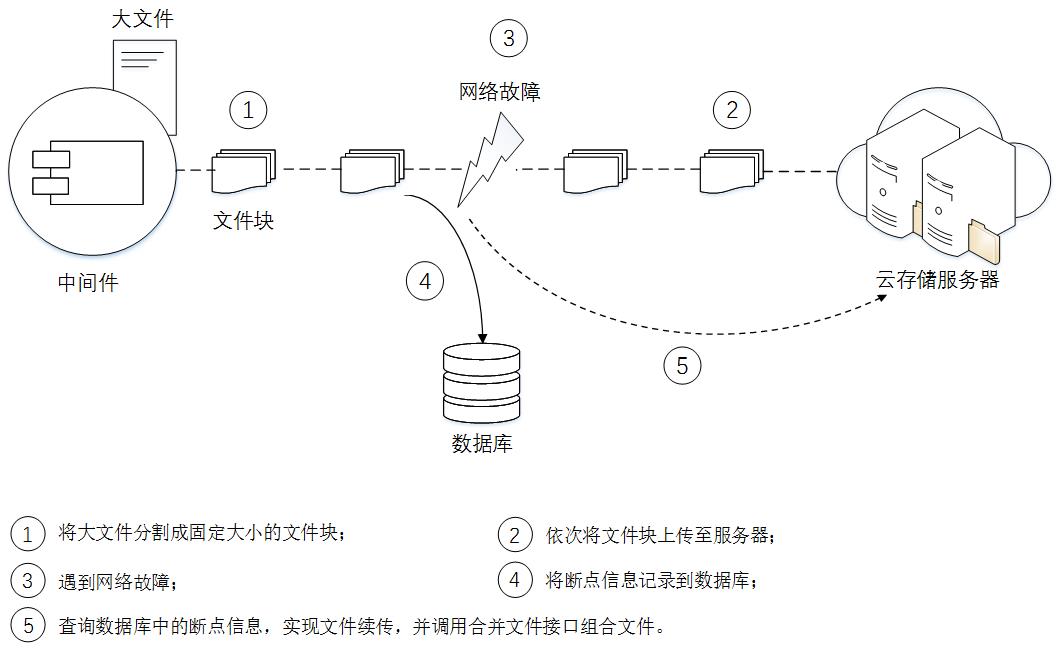 大文件
③
网络故障
①
②
文件块
中间件
④
云存储服务器
⑤
数据库
① 将大文件分割成固定大小的文件块；
② 依次将文件块上传至服务器；
③ 遇到网络故障；
④ 将断点信息记录到数据库；
⑤ 查询数据库中的断点信息，实现文件续传，并调用合并文件接口组合文件。